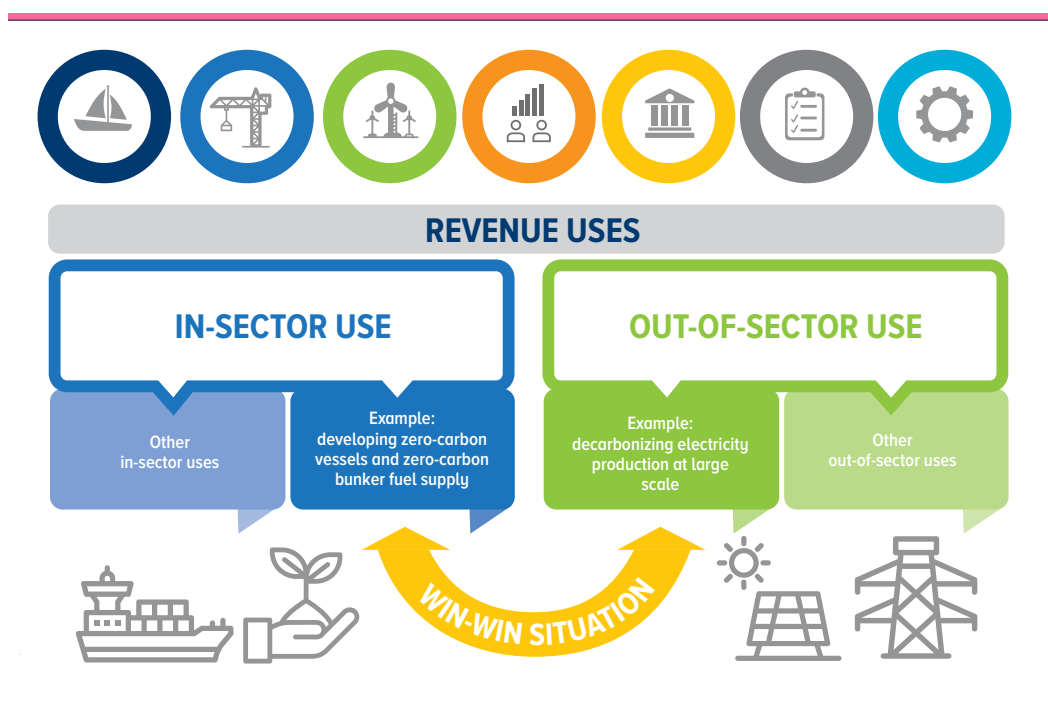 REVENUE USES
IN-SECTOR USE
OUT-OF-SECTOR USE
Other
in-sector uses
Example:
developing zero-carbon
vessels and zero-carbon
bunker fuel supply
Example:
decarbonizing electricity
production at large
scale
Other
out-of-sector uses
WIN-WIN SITUATION